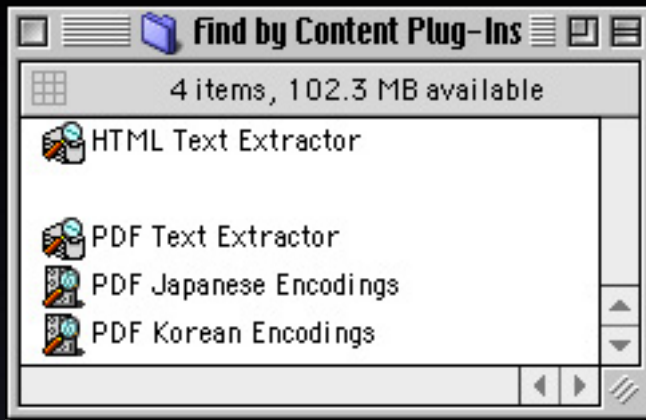 Find by Content Plug-Ins
4 items, 102.3 MB available
HTML Text Extractor
PDF Text Extractor
PDF Japanese Encodings
PDF Korean Encodings